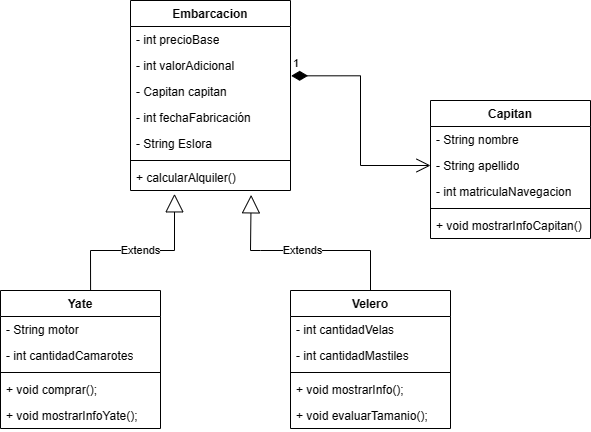 Embarcacion
- int precioBase
- int valorAdicional
- Capitan capitan
- int fechaFabricación
- String Eslora
+ calcularAlquiler()
1
Capitan
- String nombre
- String apellido
- int matriculaNavegacion
+ void mostrarInfoCapitan()
Extends
Extends
Yate
- String motor
- int cantidadCamarotes
+ void comprar();
+ void mostrarInfoYate();
Velero
- int cantidadVelas
- int cantidadMastiles
+ void mostrarInfo();
+ void evaluarTamanio();